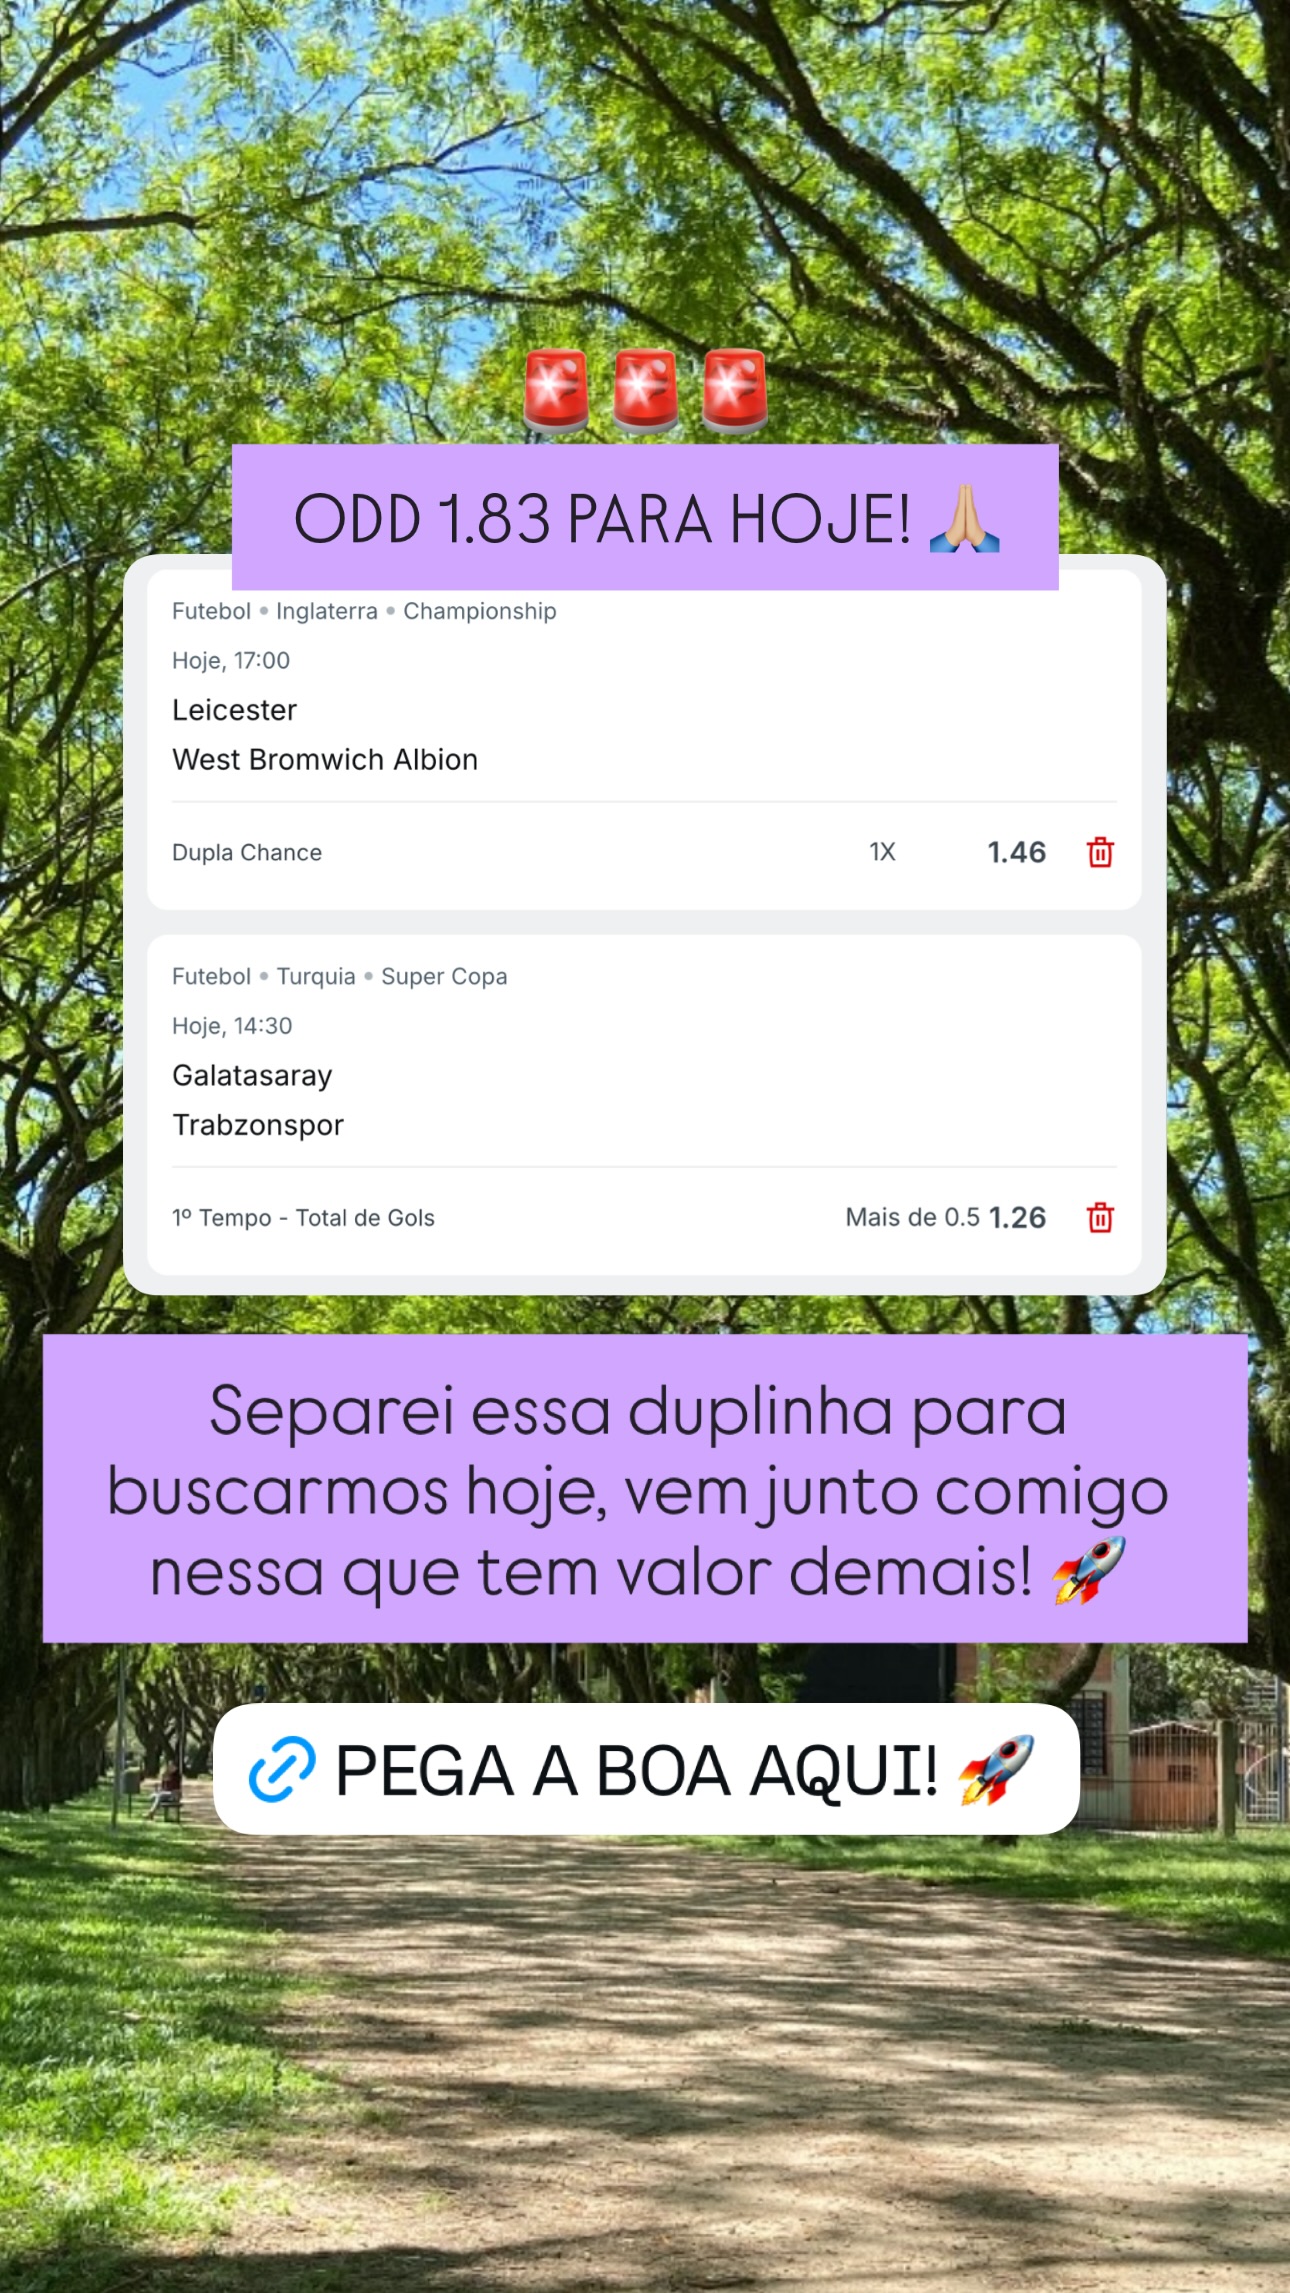 🚨🚨🚨
ODD 1.83 PARA HOJE! 🙏🏼
Futebol • Inglaterra • Championship
Hoje, 17:00
Leicester
West Bromwich Albion
Dupla Chance 1X 1.46
Futebol • Turquia • Super Copa
Hoje, 14:30
Galatasaray
Trabzonspor
1º Tempo - Total de Gols Mais de 0.5 1.26
Separei essa duplinha para
buscarmos hoje, vem junto comigo
nessa que tem valor demais! 🚀
PEGA A BOA AQUI! 🚀